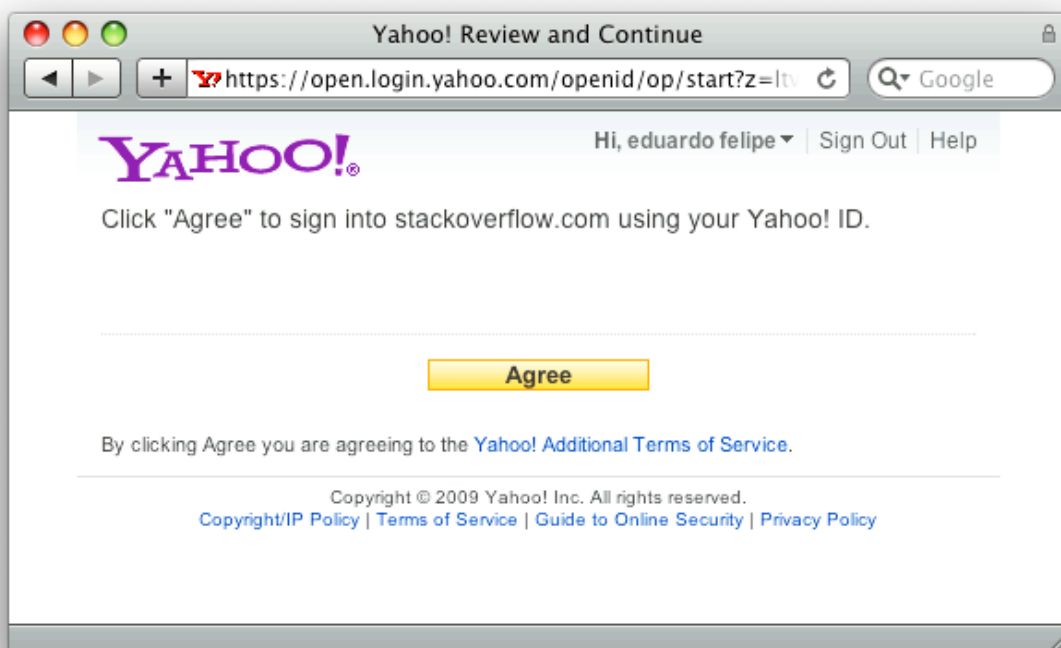 Yahoo! Review and Continue
https://open.login.yahoo.com/openid/op/start?z=lt
Google
YAHOO!®
Hi, eduardo felipe | Sign Out | Help
Click "Agree" to sign into stackoverflow.com using your Yahoo! ID.
Agree
By clicking Agree you are agreeing to the Yahoo! Additional Terms of Service.
Copyright © 2009 Yahoo! Inc. All rights reserved.
Copyright/IP Policy | Terms of Service | Guide to Online Security | Privacy Policy